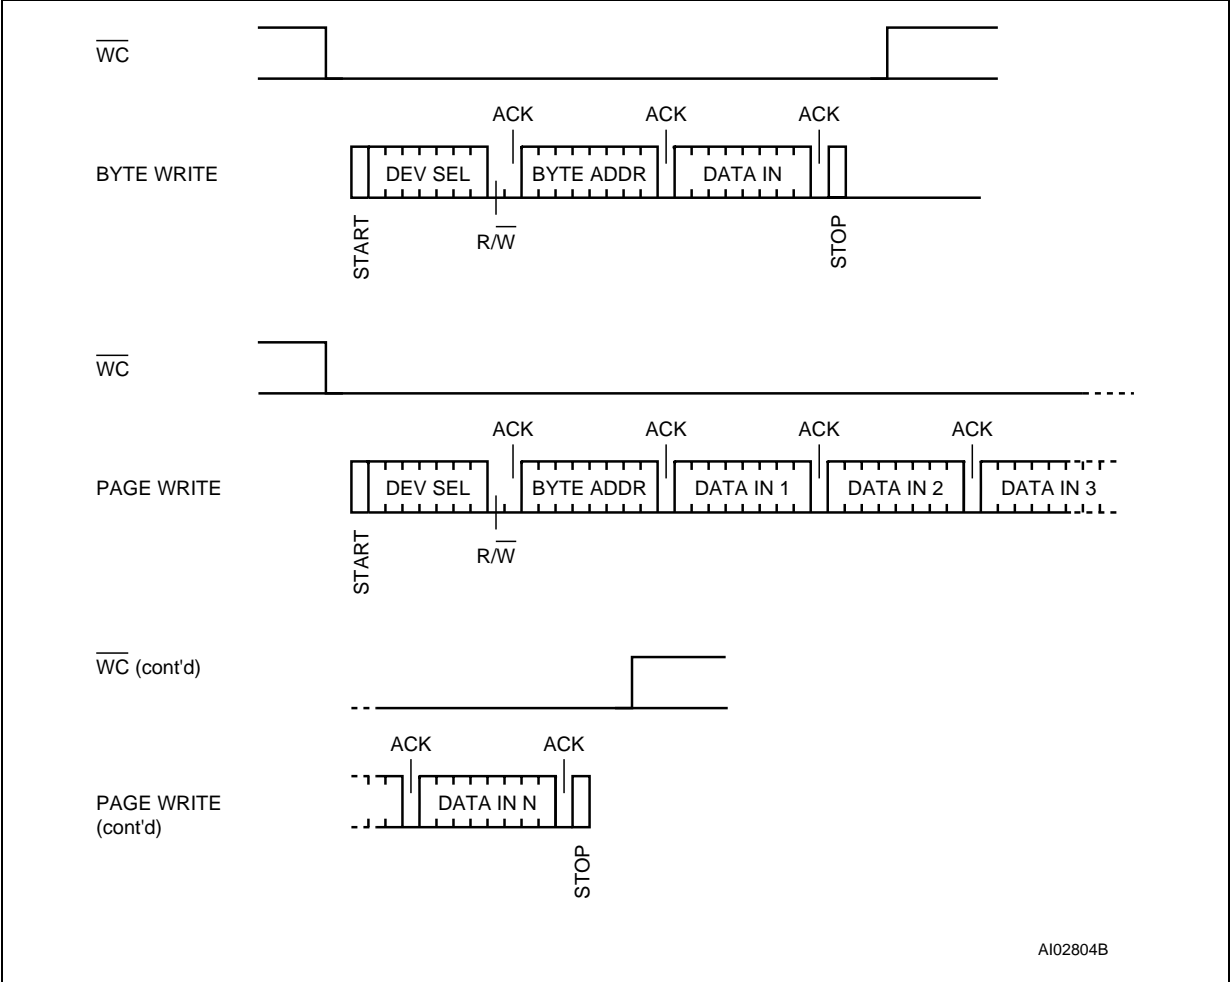 WC
ACK ACK ACK
BYTE WRITE
DEV SEL BYTE ADDR DATA IN
START
R/W
STOP
WC
ACK ACK ACK ACK
PAGE WRITE
DEV SEL BYTE ADDR DATA IN 1 DATA IN 2 DATA IN 3
START
R/W
WC (cont'd)
ACK ACK
PAGE WRITE
(cont'd)
DATA IN N
STOP
AI02804B